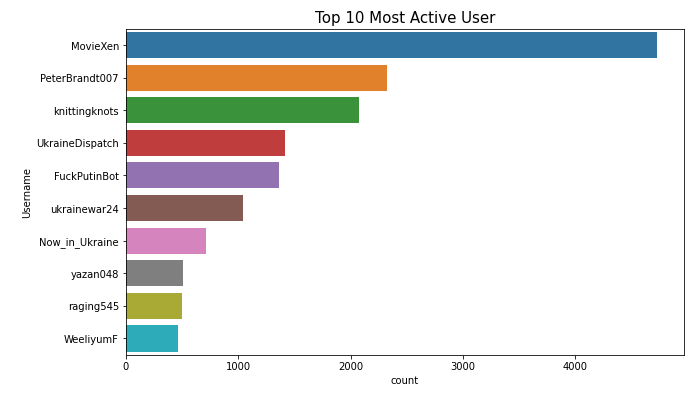 Top 10 Most Active User
Username
MovieXen
PeterBrandt007
knittingknots
UkraineDispatch
FuckPutinBot
ukrainewar24
Now_in_Ukraine
yazan048
raging545
WeeliyumF
0 1000 2000 3000 4000
count